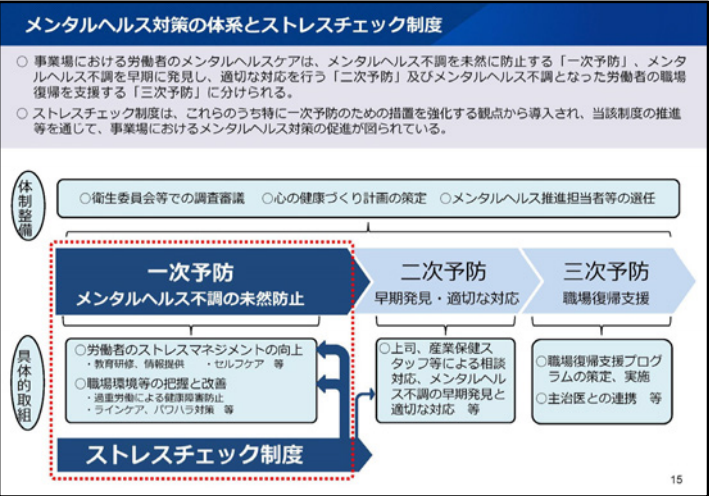 メンタルヘルス対策の体系とストレスチェック制度
○ 事業場における労働者のメンタルヘルスケアは、メンタルヘルス不調を未然に防止する「一次予防」、メンタ
ルヘルス不調を早期に発見し、適切な対応を行う「二次予防」及びメンタルヘルス不調となった労働者の職場
復帰を支援する「三次予防」に分けられる。
○ ストレスチェック制度は、これらのうち特に一次予防のための措置を強化する観点から導入され、当該制度の推進
等を通じて、事業場におけるメンタルヘルス対策の促進が図られている。
体制整備
○衛生委員会等での調査審議　○心の健康づくり計画の策定　○メンタルヘルス推進担当者等の選任
一次予防
メンタルヘルス不調の未然防止
二次予防
早期発見・適切な対応
三次予防
職場復帰支援
具体的取組
○労働者のストレスマネジメントの向上
・教育研修、情報提供　・セルフケア　等
○職場環境等の把握と改善
・過重労働による健康障害防止
・ラインケア、パワハラ対策　等
○上司、産業保健ス
タッフ等による相談
対応、メンタルヘル
ス不調の早期発見と
適切な対応　等
○職場復帰支援プログ
ラムの策定、実施
○主治医との連携　等
ストレスチェック制度
15